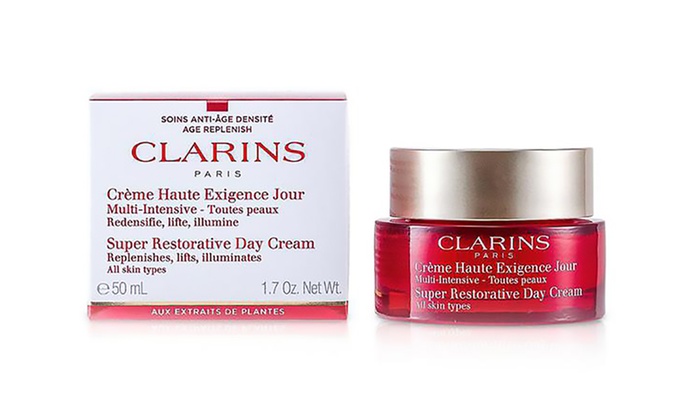 SOINS ANTI-ÂGE DENSITÉ
AGE REPLENISH
CLARINS
PARIS
Crème Haute Exigence Jour
Multi-Intensive - Toutes peaux
Redensifie, lifte, illumine
Super Restorative Day Cream
Replenishes, lifts, illuminates
All skin types
℮50 mL 1.7 Oz. Net Wt.
AUX EXTRAITS DE PLANTES
CLARINS
PARIS
Crème Haute Exigence Jour
Multi-Intensive - Toutes peaux
Super Restorative Day Cream
All skin types